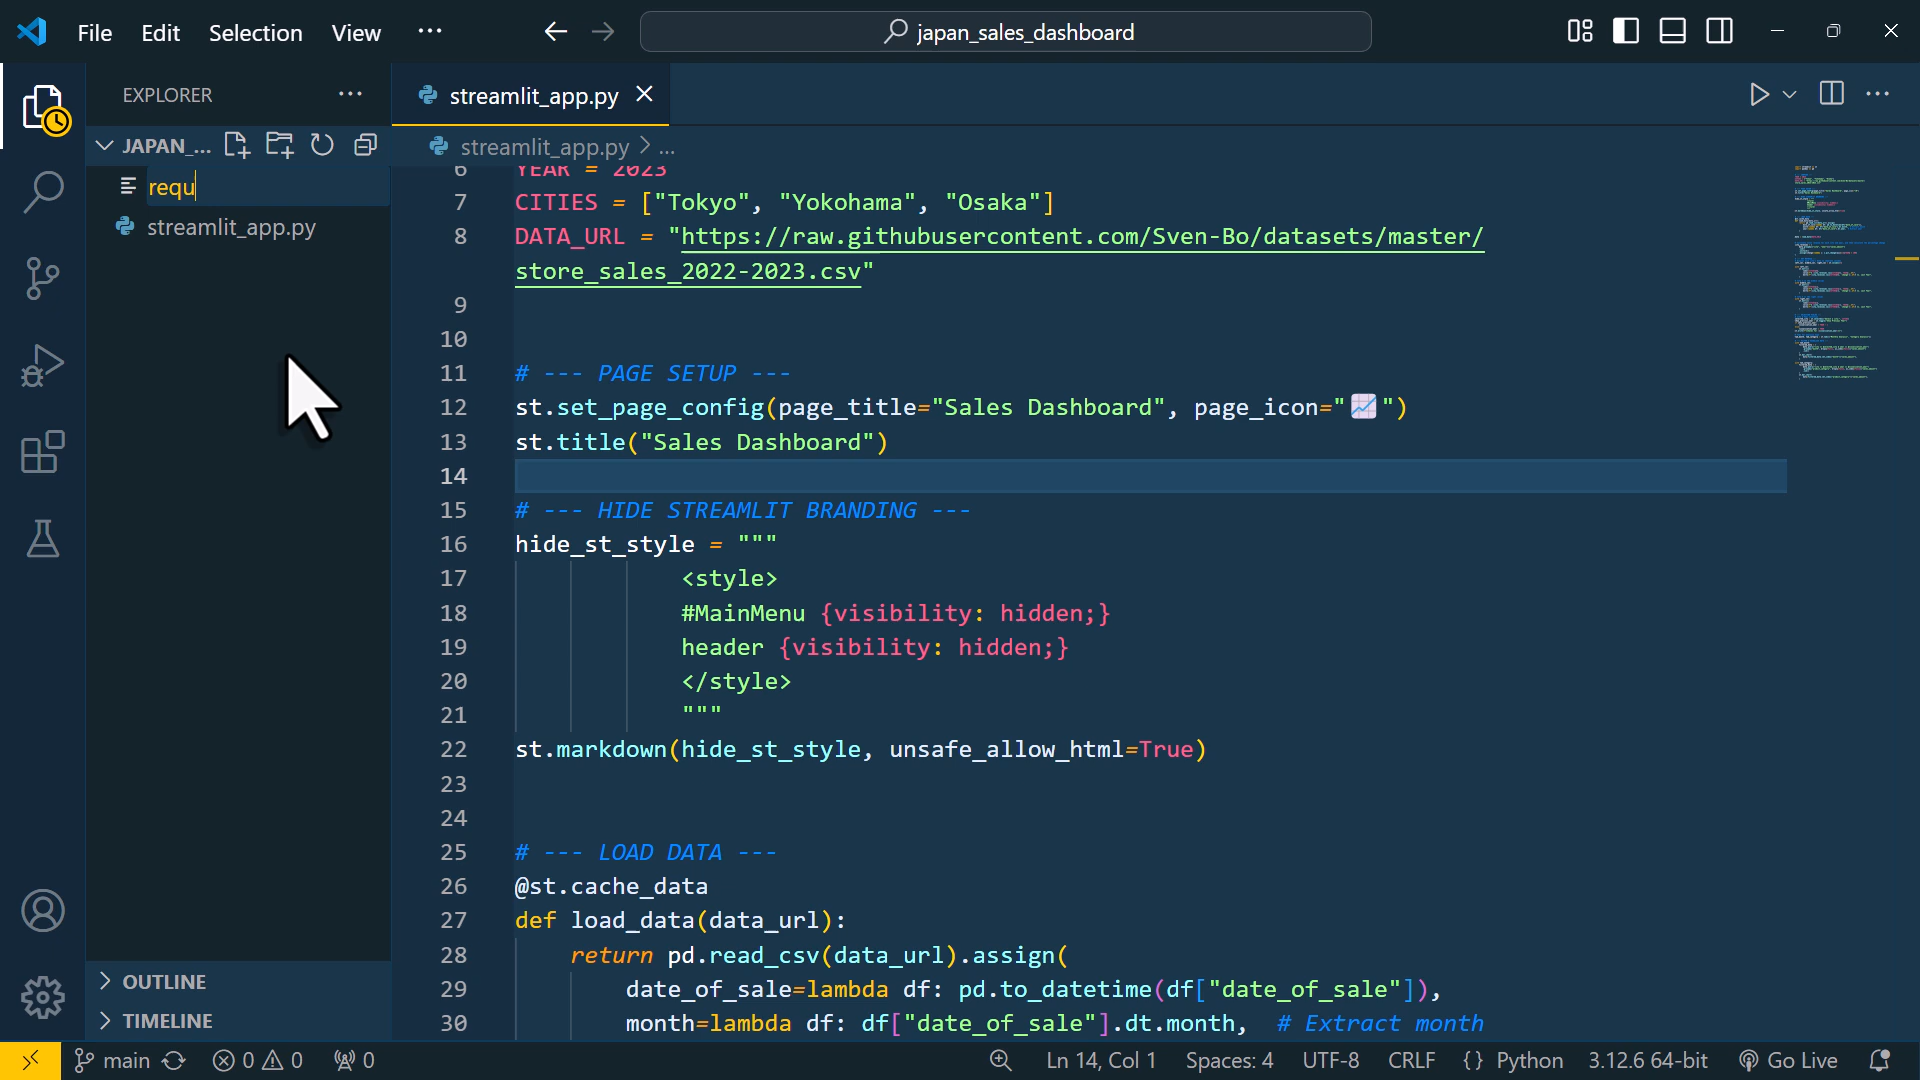 File Edit Selection View ···
japan_sales_dashboard
EXPLORER ···
streamlit_app.py
JAPAN_...
streamlit_app.py > ...
requ
streamlit_app.py
6 YEAR = 2023
7 CITIES = ["Tokyo", "Yokohama", "Osaka"]
8 DATA_URL = "https://raw.githubusercontent.com/Sven-Bo/datasets/master/
store_sales_2022-2023.csv"
9
10
11 # --- PAGE SETUP ---
12 st.set_page_config(page_title="Sales Dashboard", page_icon="📈")
13 st.title("Sales Dashboard")
14
15 # --- HIDE STREAMLIT BRANDING ---
16 hide_st_style = """
17 <style>
18 #MainMenu {visibility: hidden;}
19 header {visibility: hidden;}
20 </style>
21 """
22 st.markdown(hide_st_style, unsafe_allow_html=True)
23
24
25 # --- LOAD DATA ---
26 @st.cache_data
27 def load_data(data_url):
28 return pd.read_csv(data_url).assign(
29 date_of_sale=lambda df: pd.to_datetime(df["date_of_sale"]),
30 month=lambda df: df["date_of_sale"].dt.month, # Extract month
OUTLINE
TIMELINE
main 0 0 0 Ln 14, Col 1 Spaces: 4 UTF-8 CRLF {} Python 3.12.6 64-bit Go Live